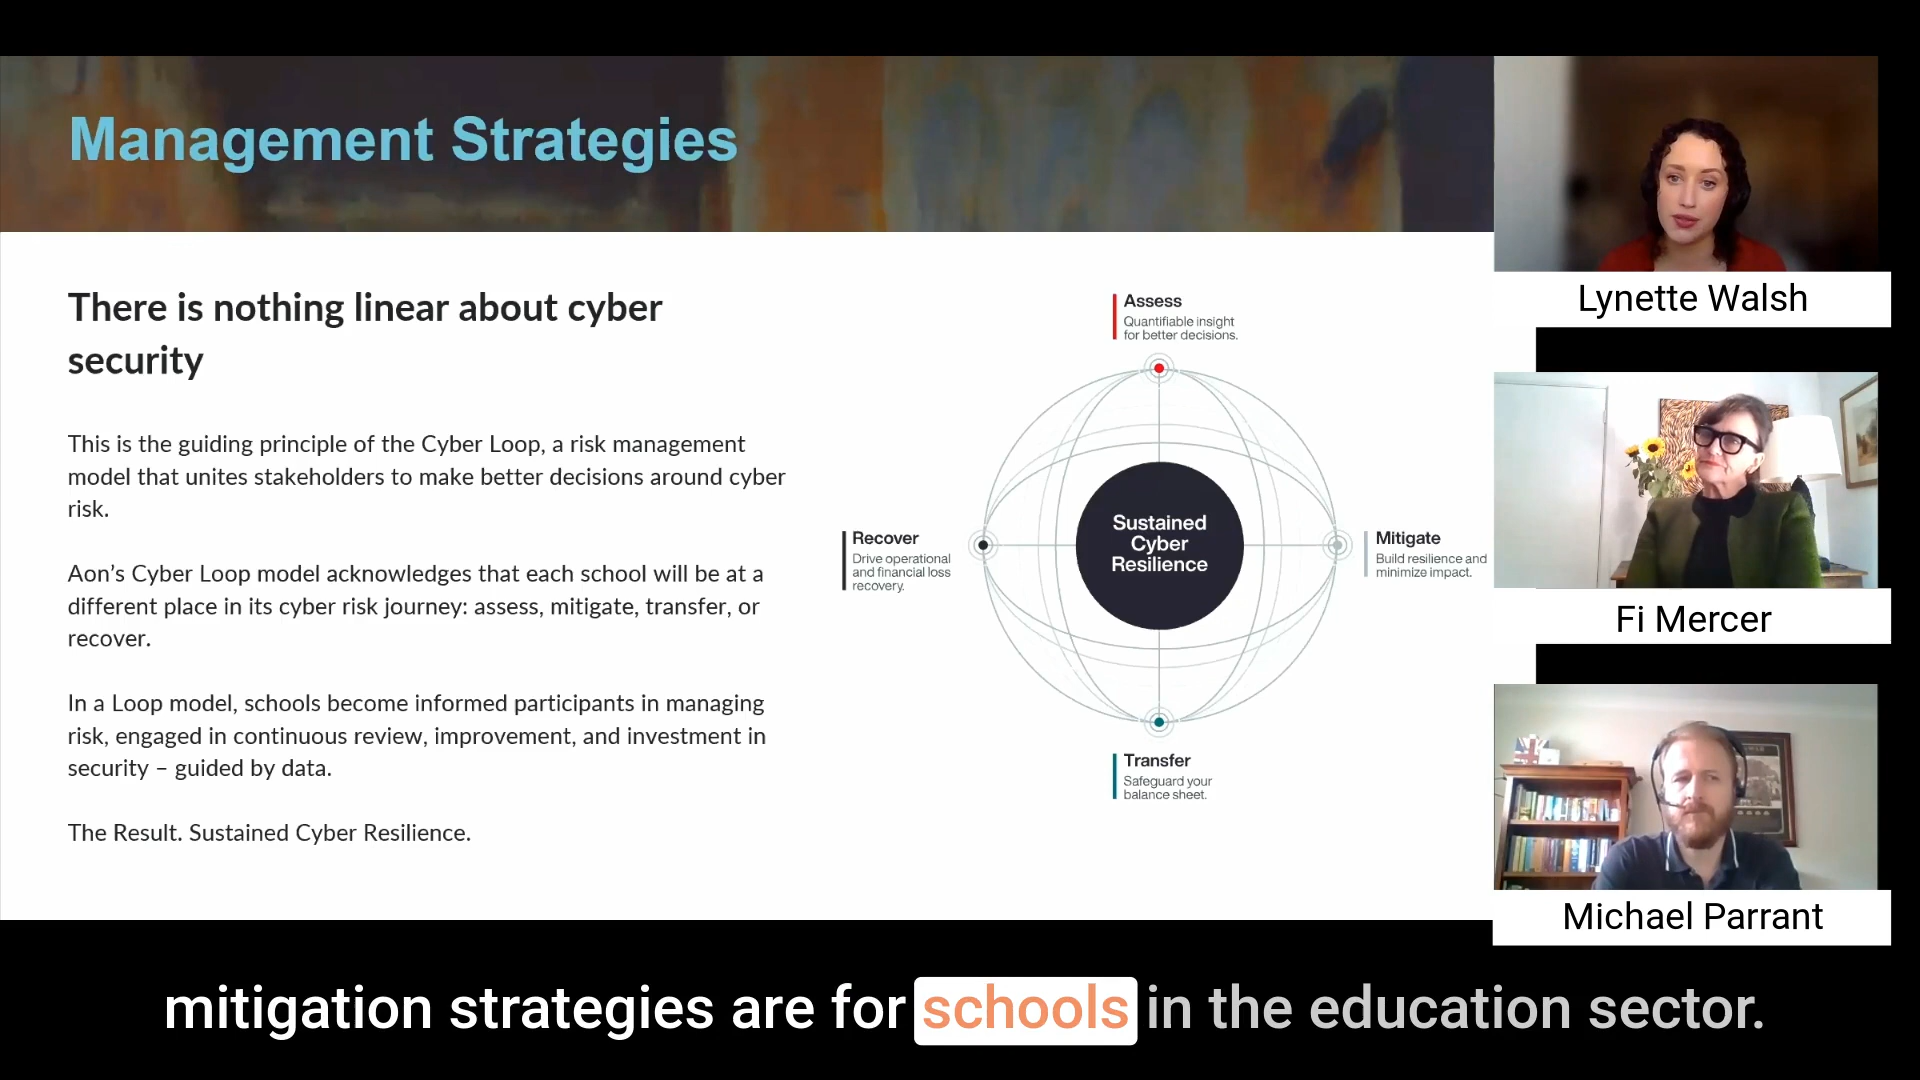 Management Strategies
There is nothing linear about cyber
security
This is the guiding principle of the Cyber Loop, a risk management
model that unites stakeholders to make better decisions around cyber
risk.
Aon’s Cyber Loop model acknowledges that each school will be at a
different place in its cyber risk journey: assess, mitigate, transfer, or
recover.
In a Loop model, schools become informed participants in managing
risk, engaged in continuous review, improvement, and investment in
security – guided by data.
The Result. Sustained Cyber Resilience.
Assess
Quantifiable insight
for better decisions.
Recover
Drive operational
and financial loss
recovery.
Sustained
Cyber
Resilience
Mitigate
Build resilience and
minimize impact.
Transfer
Safeguard your
balance sheet.
Lynette Walsh
Fi Mercer
Michael Parrant
mitigation strategies are for schools in the education sector.